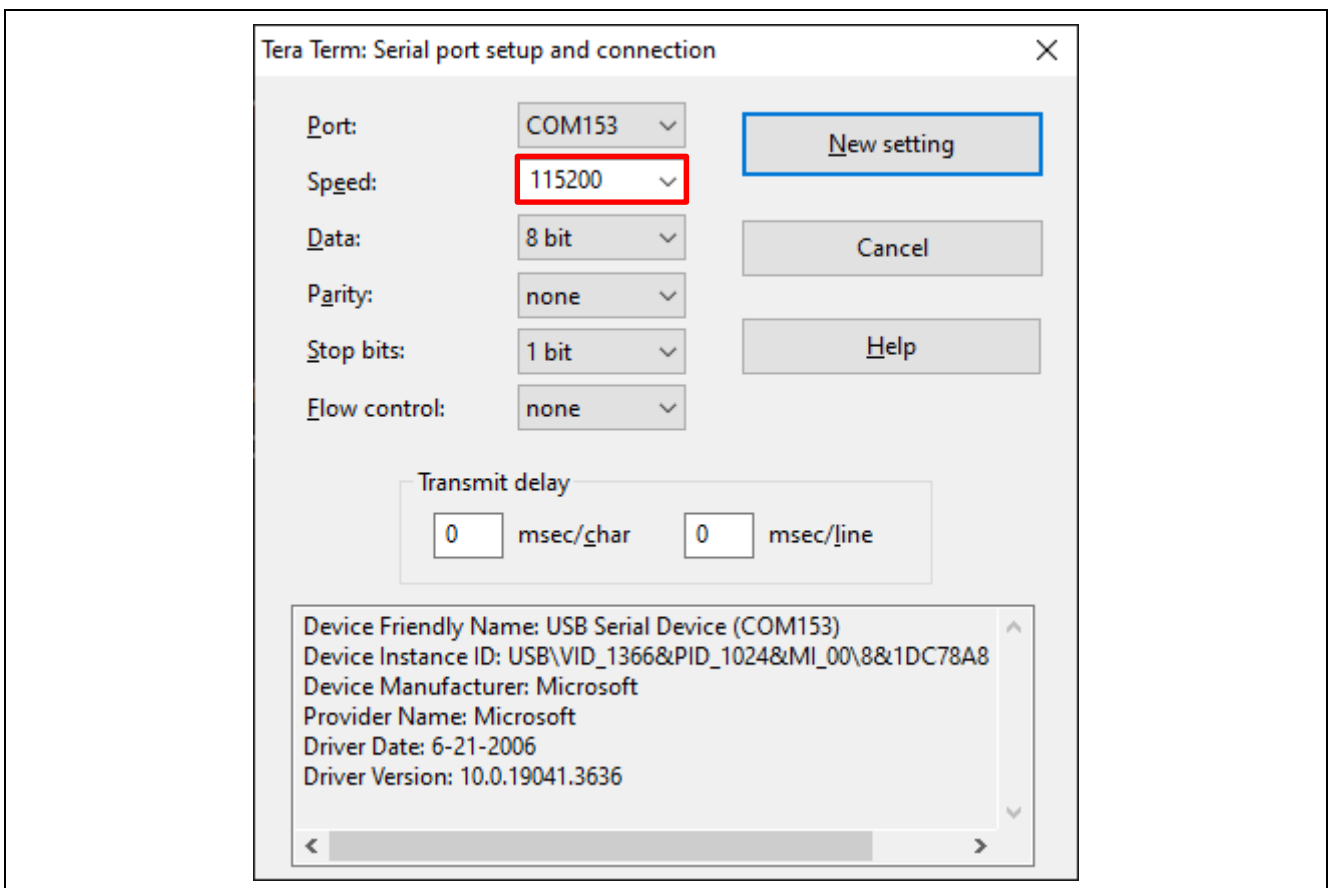 Tera Term: Serial port setup and connection
Port: COM153 New setting
Speed: 115200
Data: 8 bit Cancel
Parity: none
Stop bits: 1 bit Help
Flow control: none
Transmit delay
0 msec/char 0 msec/line
Device Friendly Name: USB Serial Device (COM153)
Device Instance ID: USB\VID_1366&PID_1024&MI_00\8&1DC78A8
Device Manufacturer: Microsoft
Provider Name: Microsoft
Driver Date: 6-21-2006
Driver Version: 10.0.19041.3636